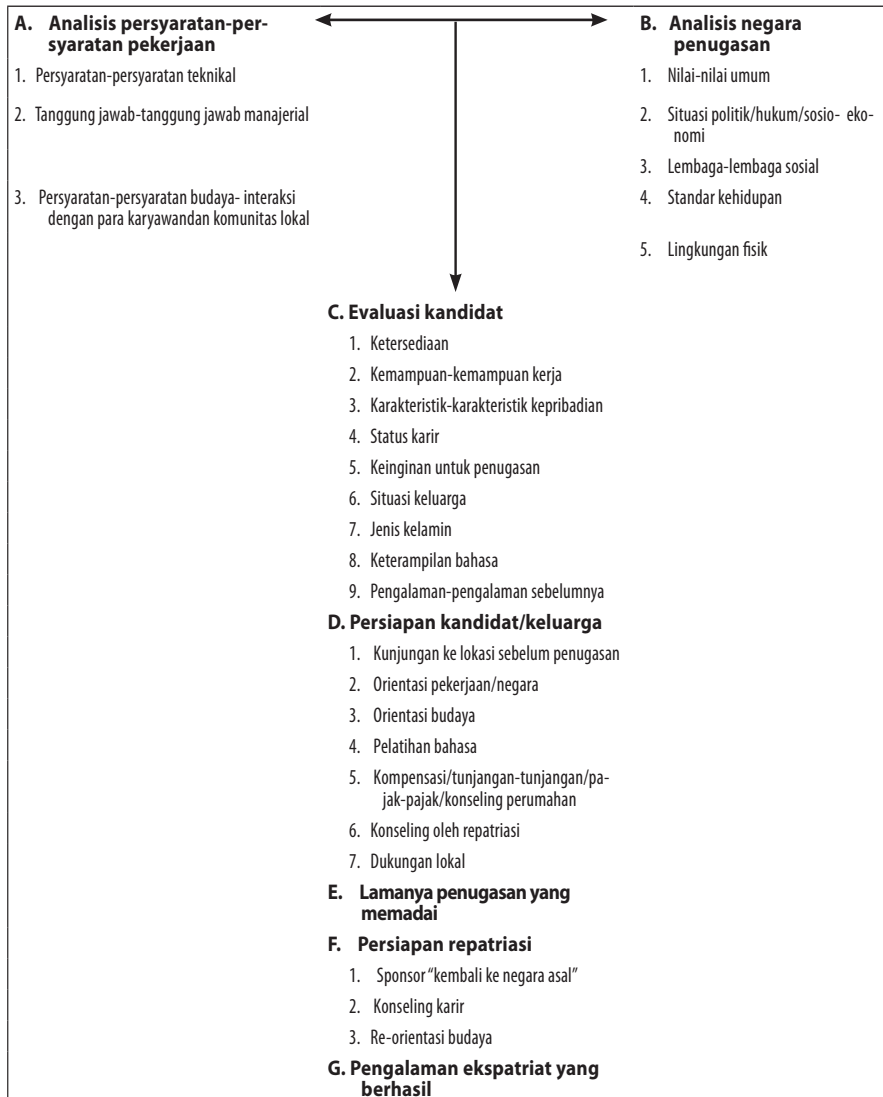 A. Analisis persyaratan-per-
syaratan pekerjaan
1. Persyaratan-persyaratan teknikal
2. Tanggung jawab-tanggung jawab manajerial
3. Persyaratan-persyaratan budaya- interaksi
dengan para karyawandan komunitas lokal
B. Analisis negara
penugasan
1. Nilai-nilai umum
2. Situasi politik/hukum/sosio- eko-
nomi
3. Lembaga-lembaga sosial
4. Standar kehidupan
5. Lingkungan fisik
C. Evaluasi kandidat
1. Ketersediaan
2. Kemampuan-kemampuan kerja
3. Karakteristik-karakteristik kepribadian
4. Status karir
5. Keinginan untuk penugasan
6. Situasi keluarga
7. Jenis kelamin
8. Keterampilan bahasa
9. Pengalaman-pengalaman sebelumnya
D. Persiapan kandidat/keluarga
1. Kunjungan ke lokasi sebelum penugasan
2. Orientasi pekerjaan/negara
3. Orientasi budaya
4. Pelatihan bahasa
5. Kompensasi/tunjangan-tunjangan/pa-
jak-pajak/konseling perumahan
6. Konseling oleh repatriasi
7. Dukungan lokal
E. Lamanya penugasan yang
memadai
F. Persiapan repatriasi
1. Sponsor “kembali ke negara asal”
2. Konseling karir
3. Re-orientasi budaya
G. Pengalaman ekspatriat yang
berhasil